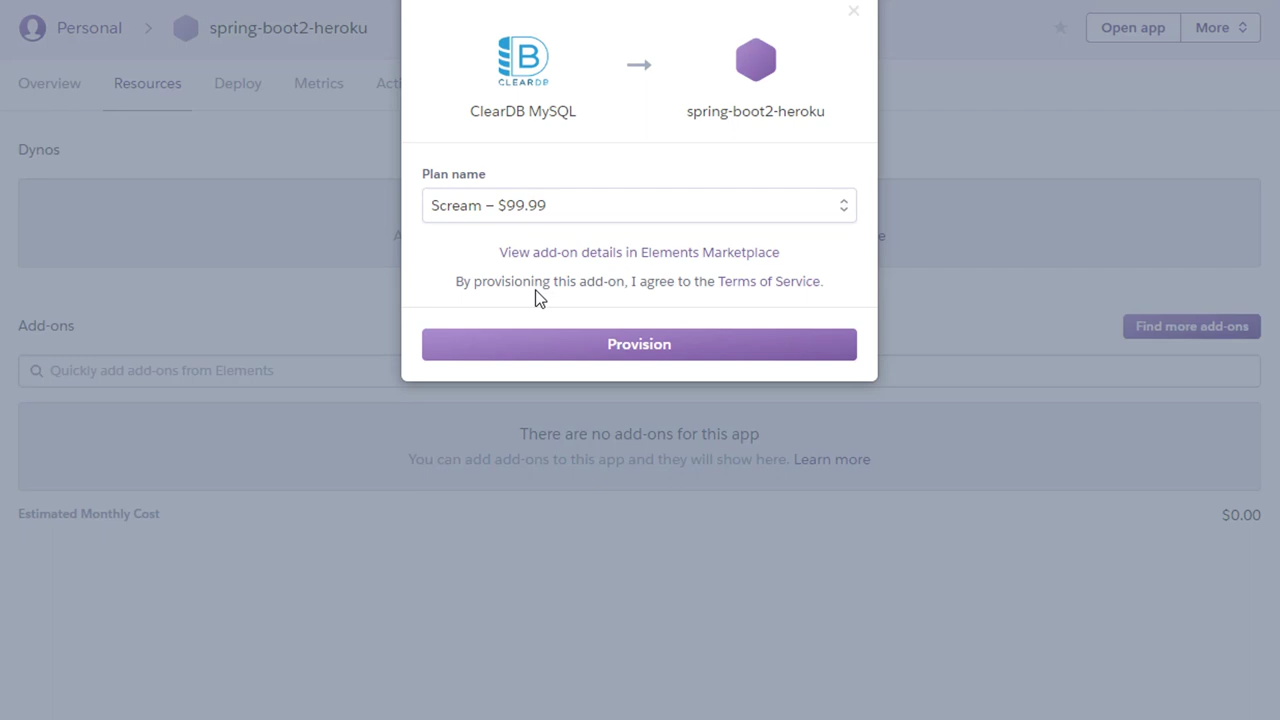 Personal
spring-boot2-heroku
Open app
More
Overview
Resources
Deploy
Metrics
Acti
B
CLEARDB
ClearDB MySQL
spring-boot2-heroku
Dynos
Plan name
Scream – $99.99
A
e
View add-on details in Elements Marketplace
By provisioning this add-on, I agree to the Terms of Service.
Provision
Add-ons
Find more add-ons
Quickly add add-ons from Elements
There are no add-ons for this app
You can add add-ons to this app and they will show here. Learn more
Estimated Monthly Cost
$0.00